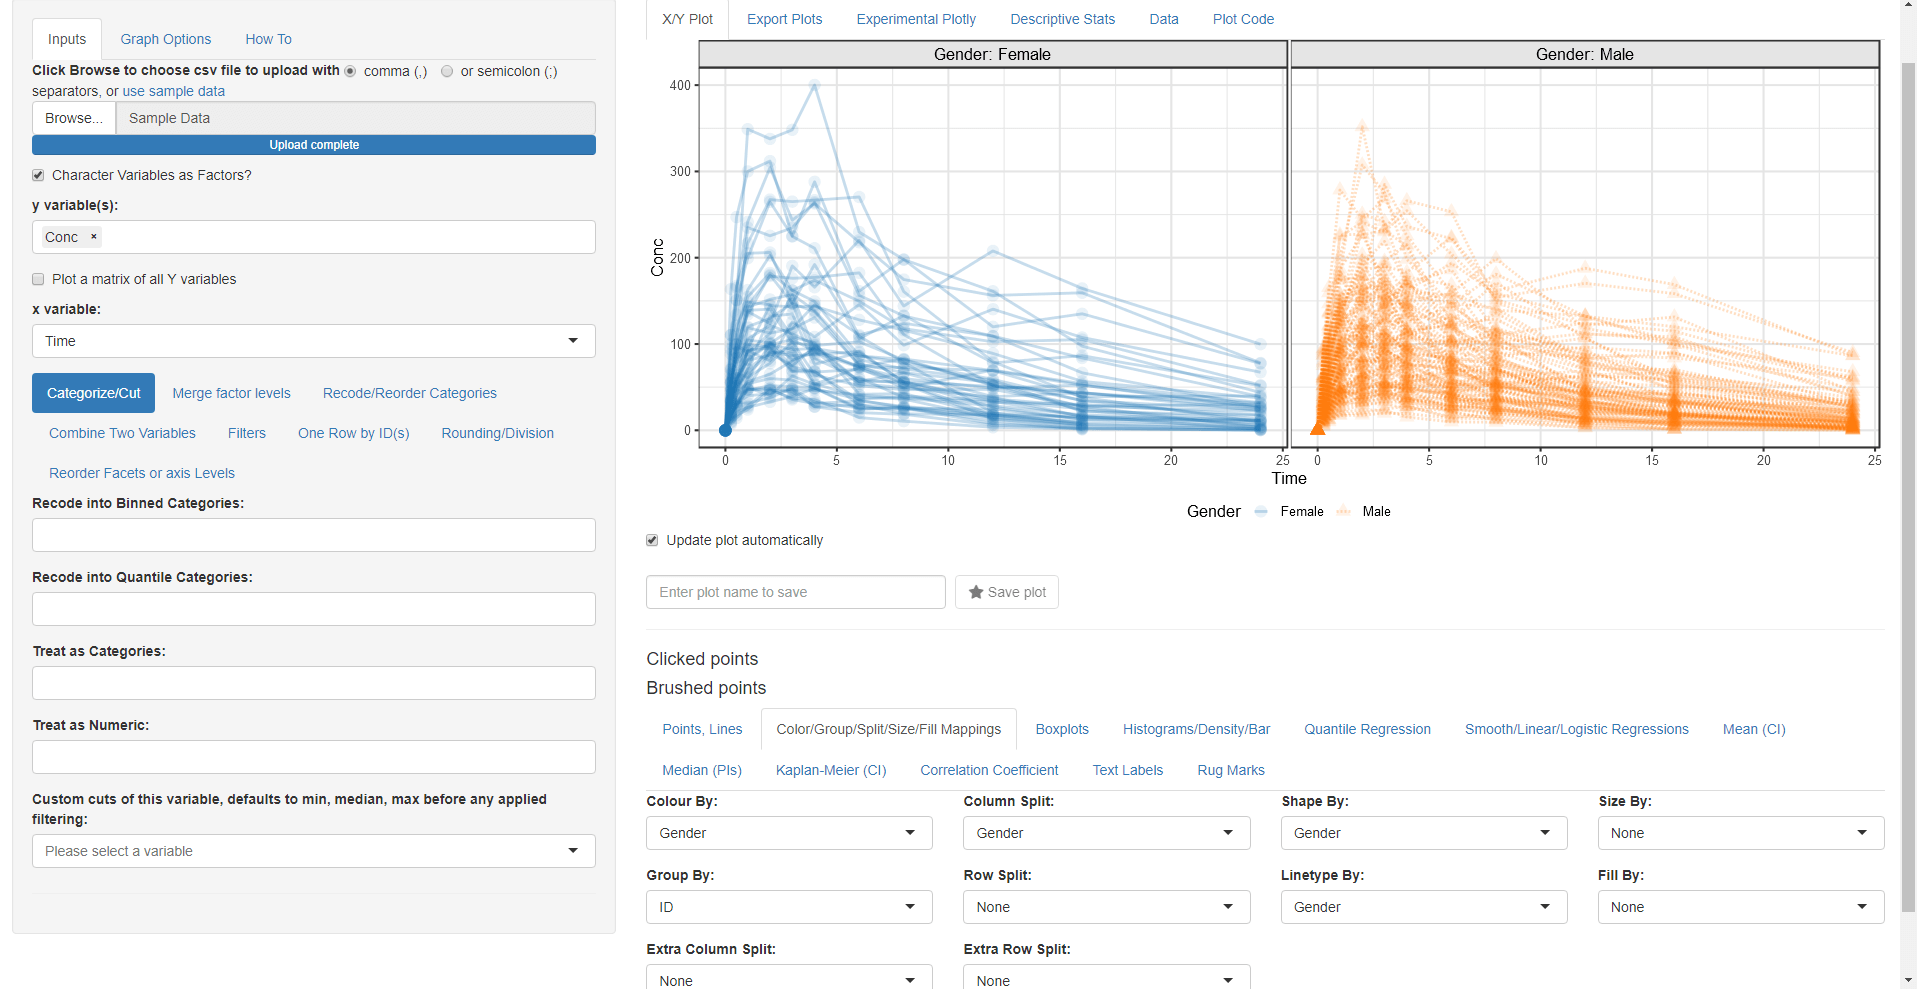 Inputs
Graph Options
How To
Click Browse to choose csv file to upload with comma (,) or semicolon (;)
separators, or use sample data
Browse... Sample Data
Upload complete
Character Variables as Factors?
y variable(s):
Conc ×
Plot a matrix of all Y variables
x variable:
Time
Categorize/Cut Merge factor levels Recode/Reorder Categories
Combine Two Variables Filters One Row by ID(s) Rounding/Division
Reorder Facets or axis Levels
Recode into Binned Categories:
Recode into Quantile Categories:
Treat as Categories:
Treat as Numeric:
Custom cuts of this variable, defaults to min, median, max before any applied
filtering:
Please select a variable
X/Y Plot Export Plots Experimental Plotly Descriptive Stats Data Plot Code
Gender: Female Gender: Male
400
300
200
100
0
Conc
0 5 10 15 20 25 0 5 10 15 20 25
Time
Gender Female Male
Update plot automatically
Enter plot name to save Save plot
Clicked points
Brushed points
Points, Lines Color/Group/Split/Size/Fill Mappings Boxplots Histograms/Density/Bar Quantile Regression Smooth/Linear/Logistic Regressions Mean (CI)
Median (PIs) Kaplan-Meier (CI) Correlation Coefficient Text Labels Rug Marks
Colour By: Column Split: Shape By: Size By:
Gender Gender Gender None
Group By: Row Split: Linetype By: Fill By:
ID None Gender None
Extra Column Split: Extra Row Split:
None None